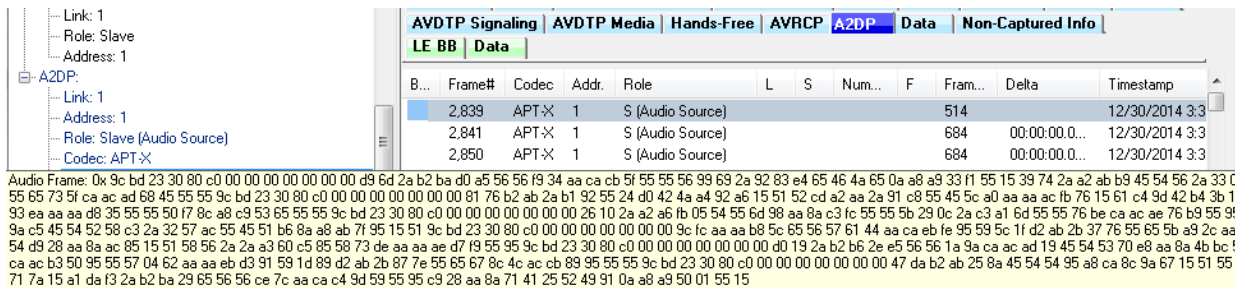 Link: 1
Role: Slave
Address: 1
A2DP:
Link: 1
Address: 1
Role: Slave (Audio Source)
Codec: APT-X
AVDTP Signaling AVDTP Media Hands-Free AVRCP A2DP Data Non-Captured Info
LE BB Data
B... Frame# Codec Addr. Role L S Num... F Fram... Delta Timestamp
2,839 APT-X 1 S (Audio Source) 514 12/30/2014 3:3
2,841 APT-X 1 S (Audio Source) 684 00:00:00.0... 12/30/2014 3:3
2,850 APT-X 1 S (Audio Source) 684 00:00:00.0... 12/30/2014 3:3
Audio Frame: 0x 9c bd 23 30 80 c0 00 00 00 00 00 00 00 d9 6d 2a b2 ba d0 a5 56 56 f9 34 aa ca cb 5f 55 55 56 99 69 2a 92 83 e4 65 46 4a 65 0a a8 a9 33 f1 55 15 39 74 2a a2 ab b9 45 54 56 2a 33
55 65 73 5f ca ac ad 68 45 55 55 9c bd 23 30 80 c0 00 00 00 00 00 00 00 81 76 b2 ab 2a b1 92 55 24 d0 42 4a a4 92 a6 15 51 52 cd a2 aa 2a 91 c8 55 45 5c a0 aa aa ac fb 76 15 61 c4 9d 42 b4 3b
93 ea aa aa d8 35 55 55 50 f7 8c a8 c9 53 65 55 55 9c bd 23 30 80 c0 00 00 00 00 00 00 00 26 10 2a a2 a6 fb 05 54 55 6d 98 aa 8a c3 fc 55 55 5b 29 0c 2a c3 a1 6d 55 55 76 be ca ac ae 76 b9 55
9a c5 45 54 52 58 c3 2a 32 57 ac 55 45 51 b6 8a a8 ab 7f 95 15 51 9c bd 23 30 80 c0 00 00 00 00 00 00 00 9c fc aa aa b8 5c 65 56 57 61 44 aa ca eb fe 95 59 5c 1f d2 ab 2b 37 76 55 65 5b a9 2c
54 d9 28 aa 8a ac 85 15 51 58 56 2a 2a a3 60 c5 85 58 73 de aa aa ae d7 f9 55 95 9c bd 23 30 80 c0 00 00 00 00 00 00 00 d0 19 2a b2 b6 2e e5 56 56 1a 9a ca ac ad 19 45 54 53 70 e8 aa 8a 4b bc
ca ac b3 50 95 55 57 04 62 aa aa eb d3 91 59 1d 89 d2 ab 2b 87 7e 55 65 67 8c 4c ac cb 89 95 55 55 9c bd 23 30 80 c0 00 00 00 00 00 00 00 47 da b2 ab 25 8a 45 54 54 95 a8 ca 8c 9a 67 15 51 55
71 7a 15 a1 da f3 2a b2 ba 29 65 56 56 ce 7c aa ca c4 9d 59 55 95 c9 28 aa 8a 71 41 25 52 49 91 0a a8 a9 50 01 55 15